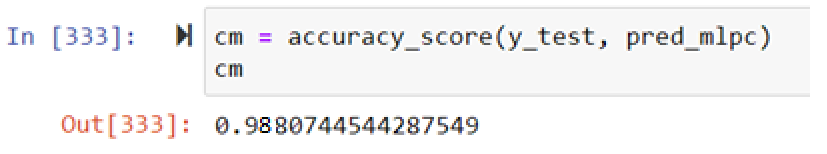 In [333]: cm = accuracy_score(y_test, pred_mlpc)
cm
Out[333]: 0.9880744544287549